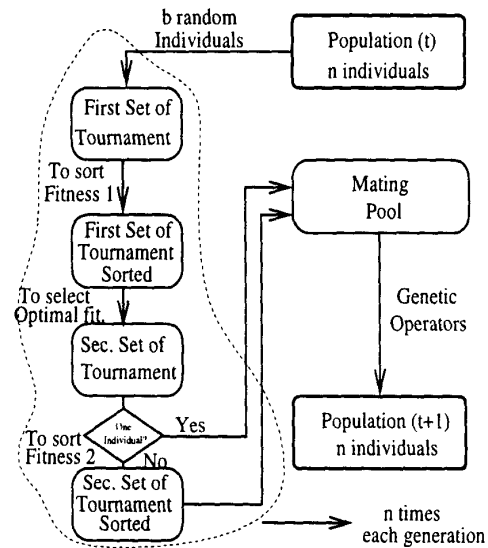 b random
Individuals
Population (t)
n individuals
First Set of
Tournament
To sort
Fitness 1
Mating
Pool
First Set of
Tournament
Sorted
To select
Optimal fit.
Genetic
Operators
Sec. Set of
Tournament
One
Individual?
Yes
Population (t+1)
n individuals
To sort
Fitness 2
No
Sec. Set of
Tournament
Sorted
n times
each generation